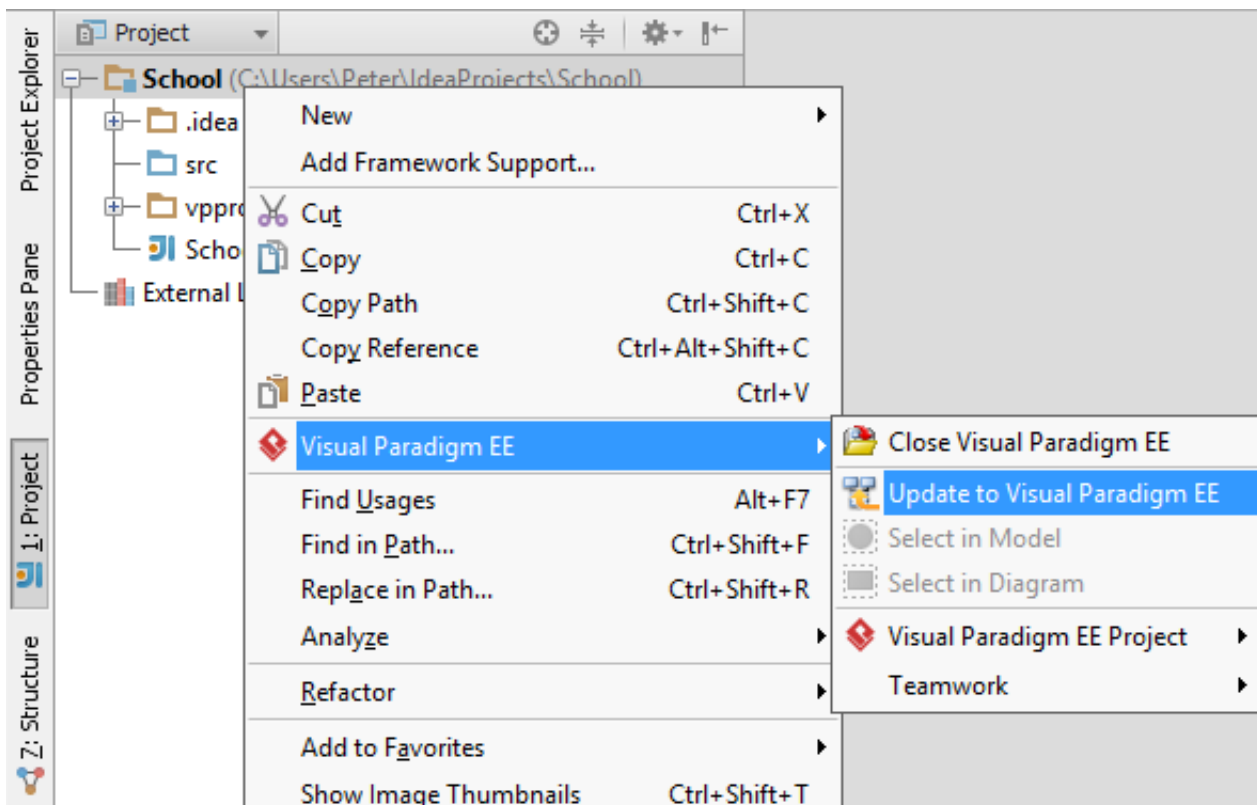 Project Explorer
Properties Pane
1: Project
7: Structure
Project
School (C:\Users\Peter\IdeaProjects\School)
.idea
src
External
New
Add Framework Support...
Cut Ctrl+X
Copy Ctrl+C
Copy Path Ctrl+Shift+C
Copy Reference Ctrl+Alt+Shift+C
Paste Ctrl+V
Visual Paradigm EE
Find Usages Alt+F7
Find in Path... Ctrl+Shift+F
Replace in Path... Ctrl+Shift+R
Analyze
Refactor
Add to Favorites
Show Image Thumbnails Ctrl+Shift+T
Close Visual Paradigm EE
Update to Visual Paradigm EE
Select in Model
Select in Diagram
Visual Paradigm EE Project
Teamwork